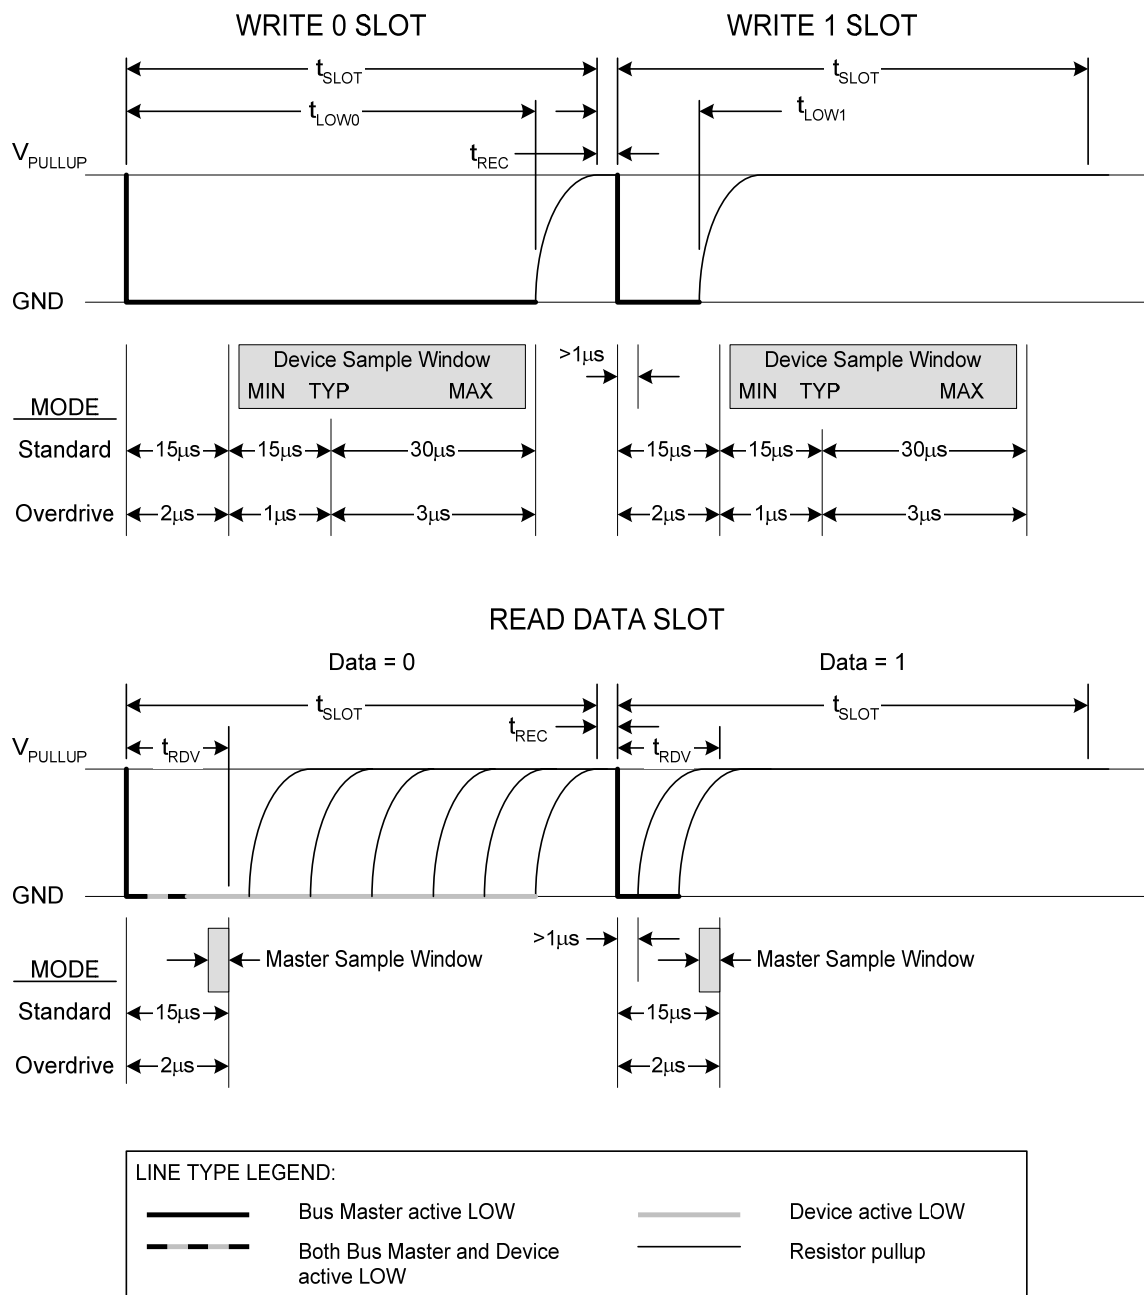 WRITE 0 SLOT WRITE 1 SLOT
tSLOT tSLOT
tLOW0 tLOW1
VPULLUP tREC
GND
Device Sample Window >1µs Device Sample Window
MIN TYP MAX MIN TYP MAX
MODE
Standard 15µs 15µs 30µs 15µs 15µs 30µs
Overdrive 2µs 1µs 3µs 2µs 1µs 3µs
READ DATA SLOT
Data = 0 Data = 1
tSLOT tSLOT
tREC
VPULLUP tRDV tRDV
GND
>1µs
MODE Master Sample Window Master Sample Window
Standard 15µs 15µs
Overdrive 2µs 2µs
LINE TYPE LEGEND:
Bus Master active LOW Device active LOW
Both Bus Master and Device Resistor pullup
active LOW